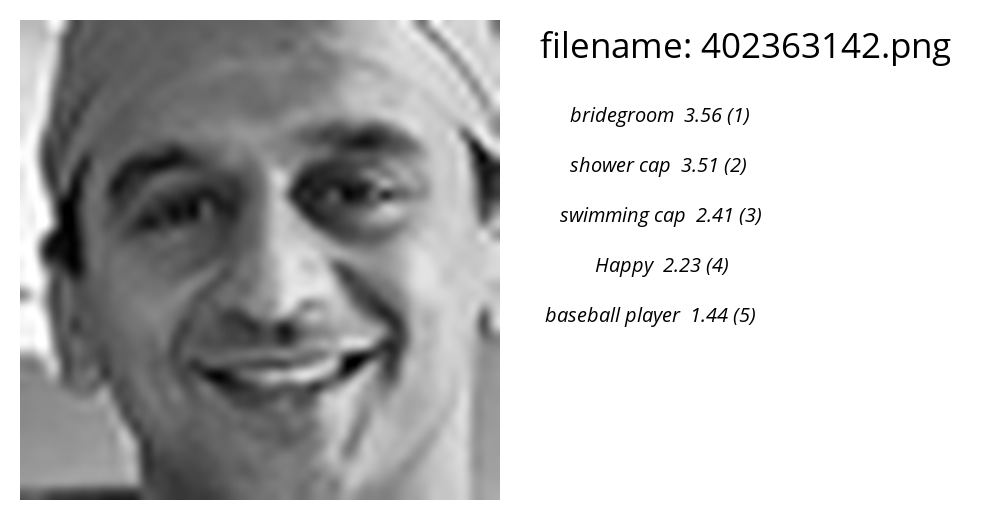 filename: 402363142.png
bridegroom 3.56 (1)
shower cap 3.51 (2)
swimming cap 2.41 (3)
Happy 2.23 (4)
baseball player 1.44 (5)